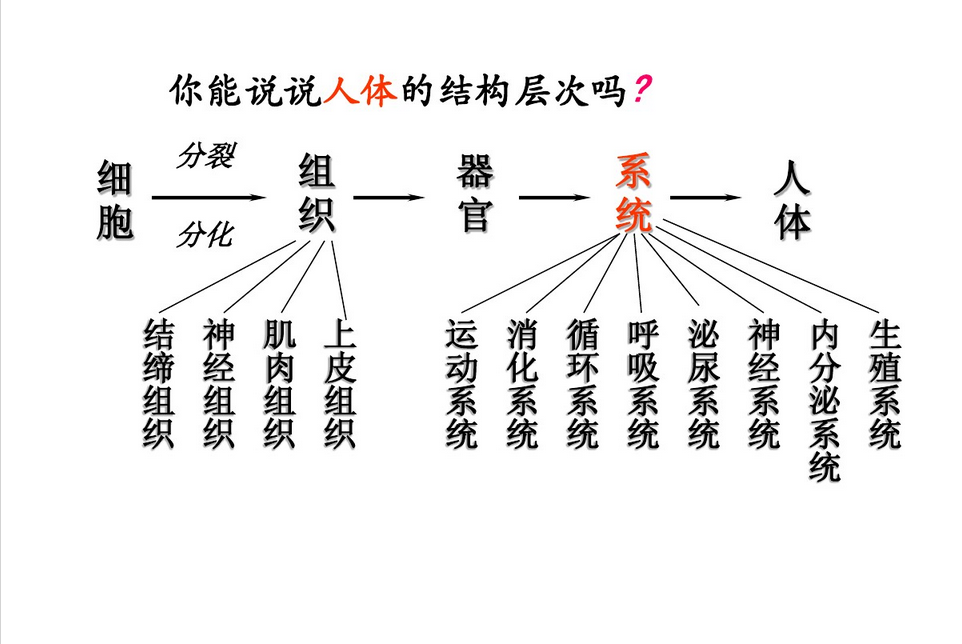 你能说说人体的结构层次吗?
细胞
分裂
分化
组织
器官
系统
人体
结缔组织
神经组织
肌肉组织
上皮组织
运动系统
消化系统
循环系统
呼吸系统
泌尿系统
神经系统
内分泌系统
生殖系统